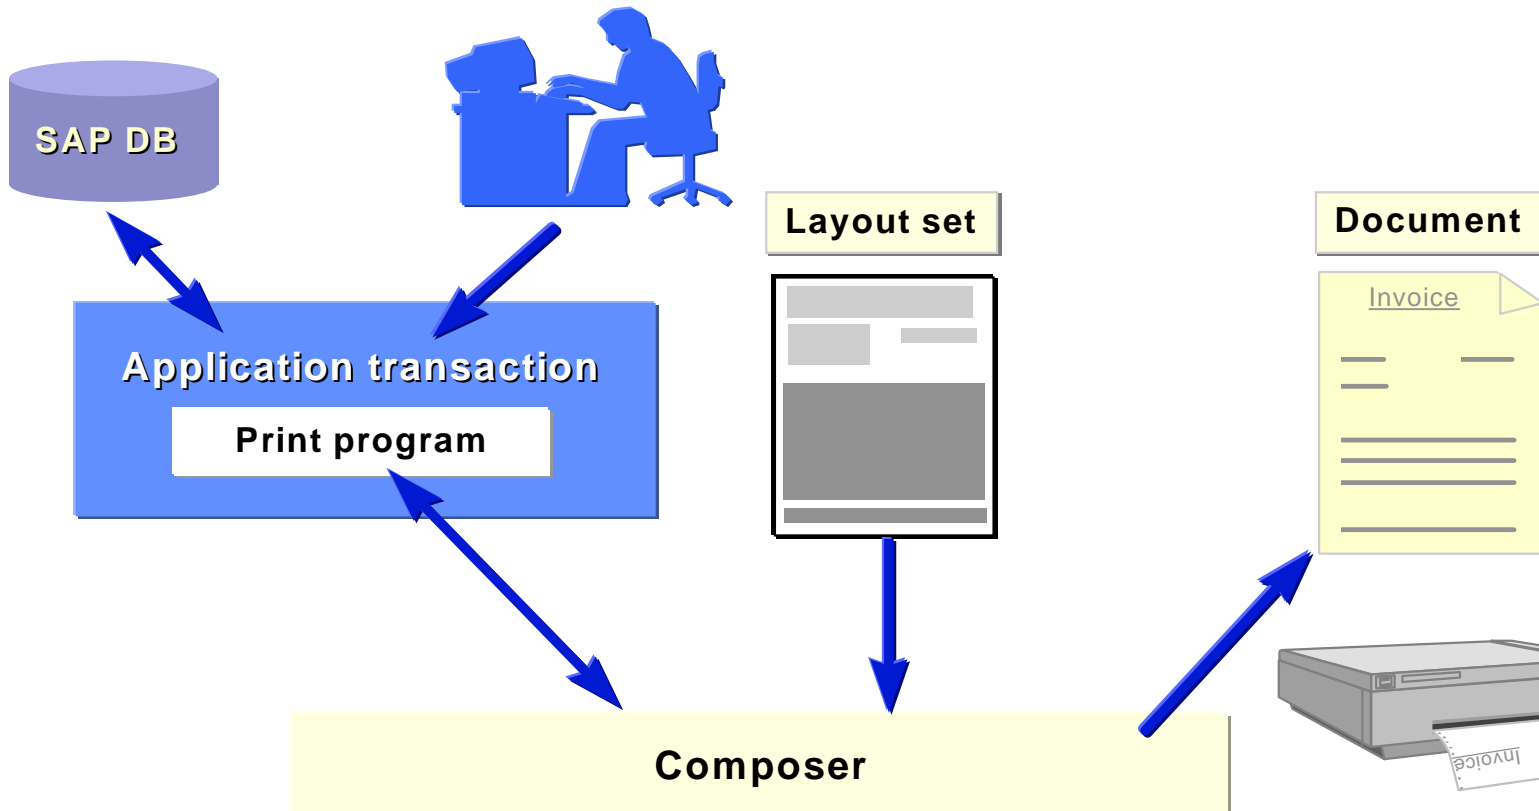 SAP DB
Layout set
Document
Invoice
Application transaction
Print program
Composer
Invoice